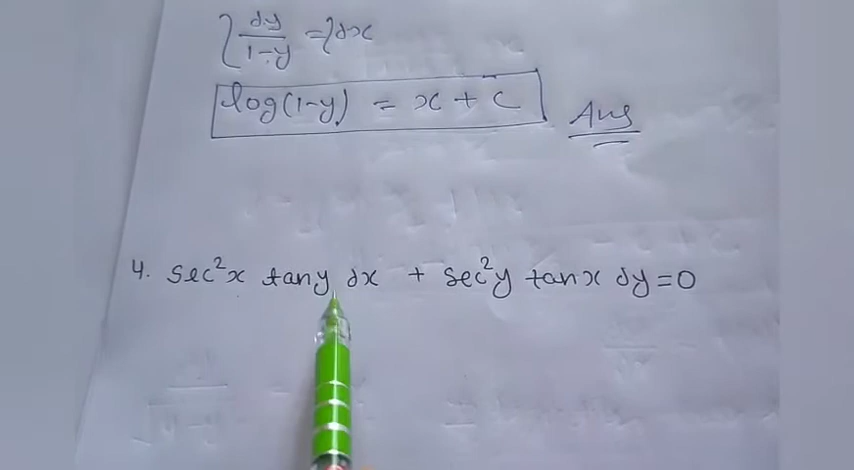 ∫ dy/1-y = ∫dx
log(1-y) = x + c Ans
4. sec²x tany dx + sec²y tanx dy = 0